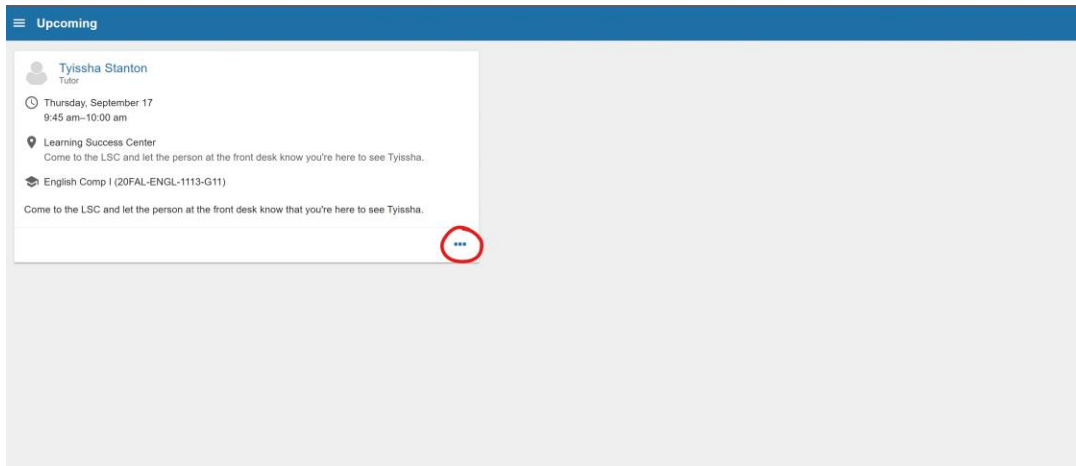 Upcoming
Tyissha Stanton
Tutor
Thursday, September 17
9:45 am–10:00 am
Learning Success Center
Come to the LSC and let the person at the front desk know you're here to see Tyissha.
English Comp I (20FAL-ENGL-1113-G11)
Come to the LSC and let the person at the front desk know that you're here to see Tyissha.